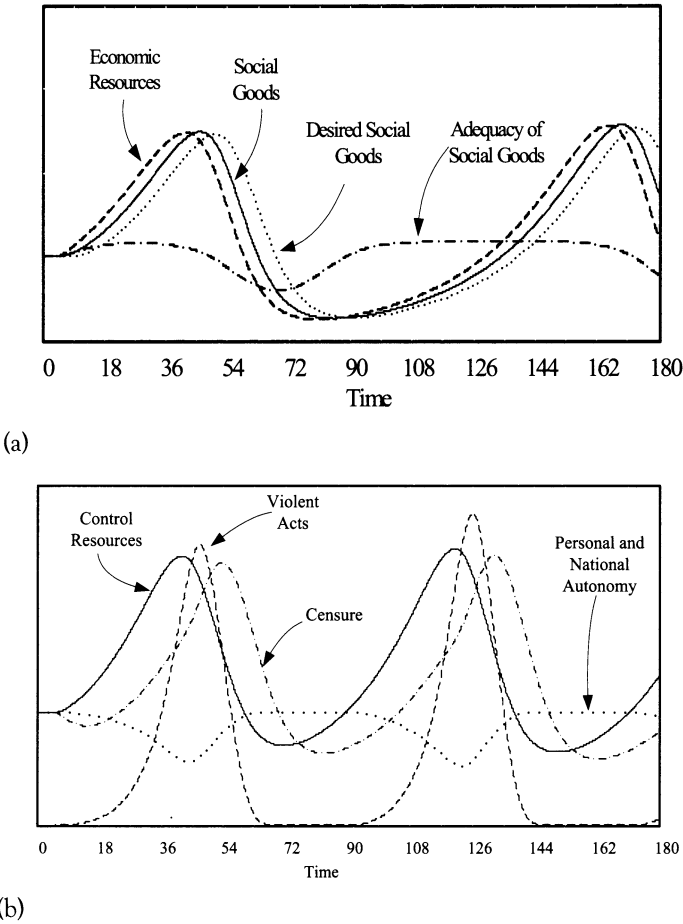 Economic
Resources
Social
Goods
Desired Social
Goods
Adequacy of
Social Goods
0 18 36 54 72 90 108 126 144 162 180
Time
(a)
Control
Resources
Violent
Acts
Censure
Personal and
National
Autonomy
0 18 36 54 72 90 108 126 144 162 180
Time
(b)